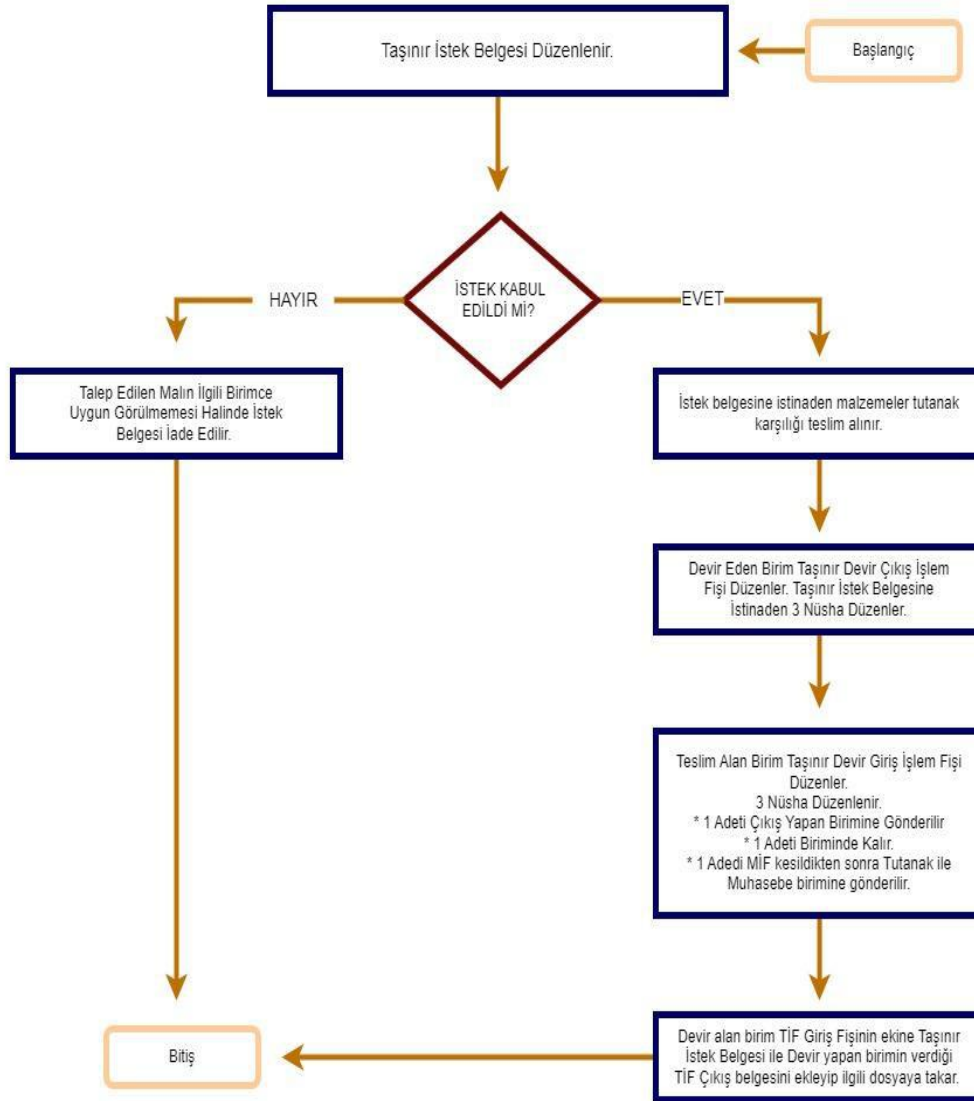 Taşınır İstek Belgesi Düzenlenir.
Başlangıç
İSTEK KABUL
EDİLDİ Mİ?
HAYIR
EVET
Talep Edilen Malın İlgili Birimce
Uygun Görülmemesi Halinde İstek
Belgesi İade Edilir.
İstek belgesine istinaden malzemeler tutanak
karşılığı teslim alınır.
Devir Eden Birim Taşınır Devir Çıkış İşlem
Fişi Düzenler. Taşınır İstek Belgesine
İstinaden 3 Nüsha Düzenler.
Teslim Alan Birim Taşınır Devir Giriş İşlem Fişi
Düzenler.
3 Nüsha Düzenlenir.
* 1 Adeti Çıkış Yapan Birimine Gönderilir
* 1 Adeti Biriminde Kalır.
* 1 Adedi MİF kesildikten sonra Tutanak ile
Muhasebe birimine gönderilir.
Devir alan birim TİF Giriş Fişinin ekine Taşınır
İstek Belgesi ile Devir yapan birimin verdiği
TİF Çıkış belgesini ekleyip ilgili dosyaya takar.
Bitiş